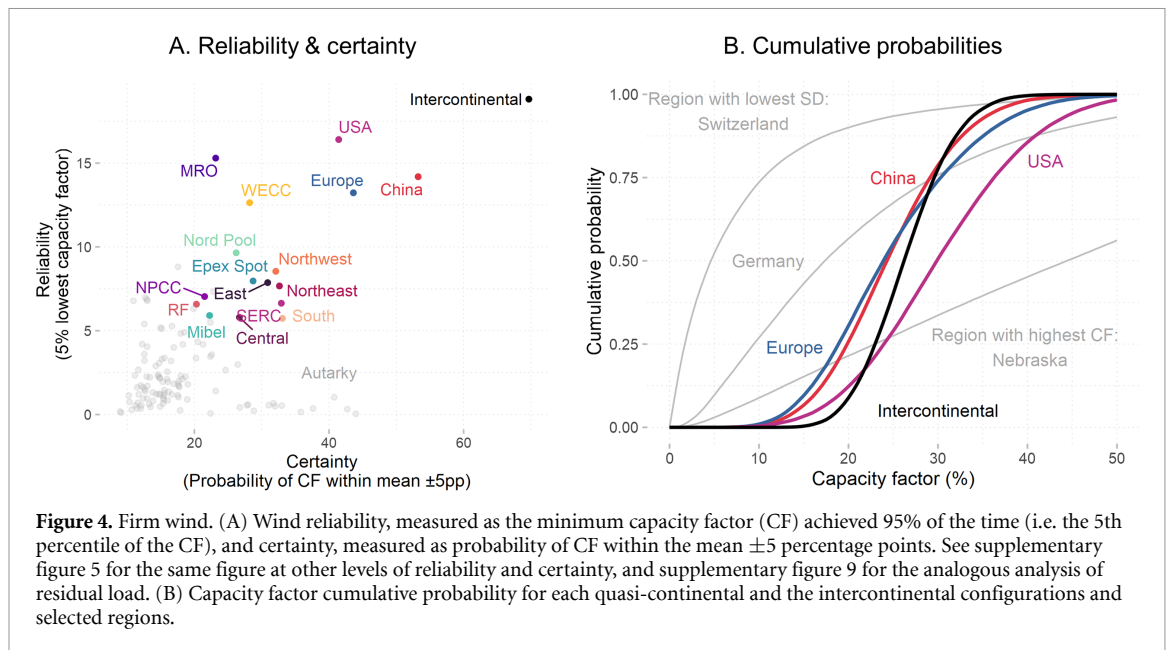 A. Reliability & certainty
Reliability
(5% lowest capacity factor)
15
10
5
0
Intercontinental
USA
MRO
Europe
China
WECC
Nord Pool
Epex Spot
Northwest
NPCC
East
Northeast
RF
SERC
South
Mibel
Central
Autarky
20
40
60
Certainty
(Probability of CF within mean ±5pp)
B. Cumulative probabilities
Cumulative probability
1.00
0.75
0.50
0.25
0.00
Region with lowest SD:
Switzerland
China
USA
Germany
Europe
Region with highest CF:
Nebraska
Intercontinental
0
10
20
30
40
50
Capacity factor (%)
Figure 4. Firm wind. (A) Wind reliability, measured as the minimum capacity factor (CF) achieved 95% of the time (i.e. the 5th
percentile of the CF), and certainty, measured as probability of CF within the mean ±5 percentage points. See supplementary
figure 5 for the same figure at other levels of reliability and certainty, and supplementary figure 9 for the analogous analysis of
residual load. (B) Capacity factor cumulative probability for each quasi-continental and the intercontinental configurations and
selected regions.